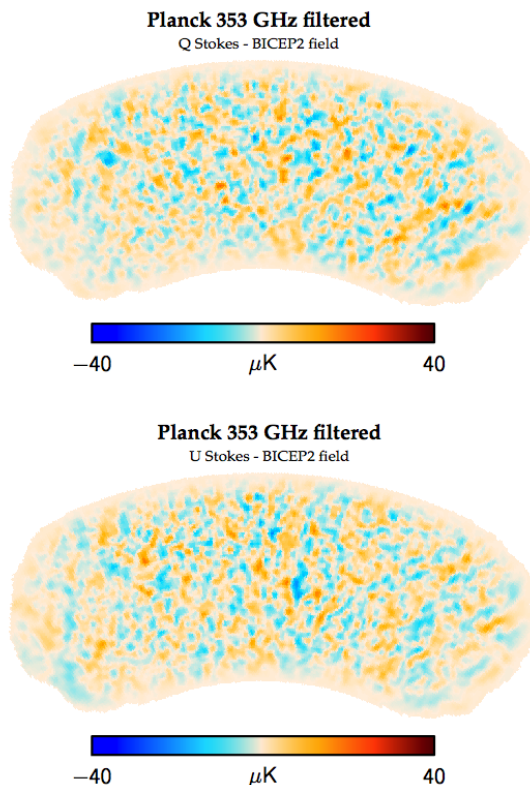 Planck 353 GHz filtered
Q Stokes - BICEP2 field
−40 μK 40
Planck 353 GHz filtered
U Stokes - BICEP2 field
−40 μK 40